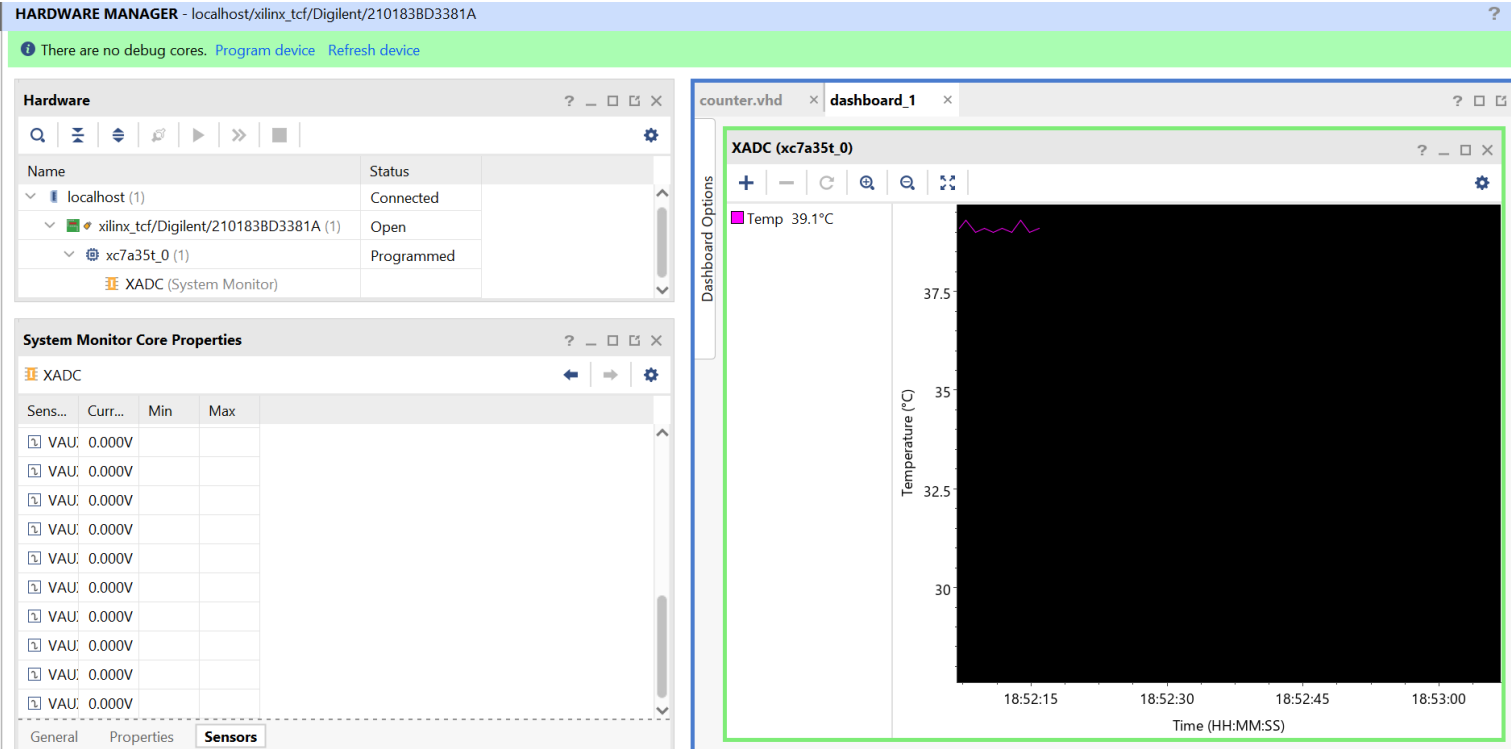 HARDWARE MANAGER - localhost/xilinx_tcf/Digilent/210183BD3381A
?
There are no debug cores. Program device Refresh device
Hardware
Name Status
localhost (1) Connected
xilinx_tcf/Digilent/210183BD3381A (1) Open
xc7a35t_0 (1) Programmed
XADC (System Monitor)
System Monitor Core Properties
XADC
Sens... Curr... Min Max
VAU 0.000V
VAU 0.000V
VAU 0.000V
VAU 0.000V
VAU 0.000V
VAU 0.000V
VAU 0.000V
VAU 0.000V
VAU 0.000V
VAU 0.000V
General Properties Sensors
counter.vhd dashboard_1
Dashboard Options
XADC (xc7a35t_0)
Temp 39.1°C
Temperature (°C)
37.5
35
32.5
30
18:52:15 18:52:30 18:52:45 18:53:00
Time (HH:MM:SS)